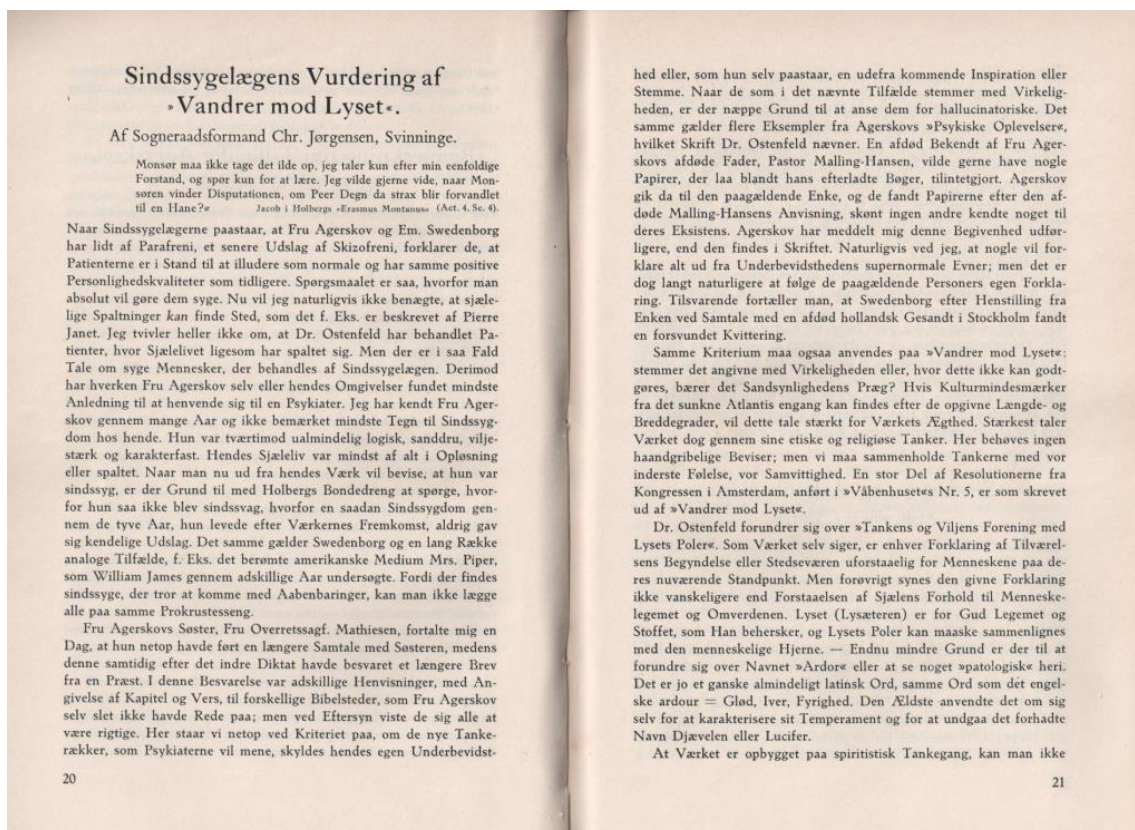 Sindssygelægens Vurdering af
»Vandrer mod Lyset«.
Af Sogneraadsformand Chr. Jørgensen, Svinninge.
Monsør maa ikke tage det ilde op, jeg taler kun efter min eenfoldige
Forstand, og spør kun for at lære. Jeg vilde gjerne vide, naar Mon-
søren vinder Disputationen, om Peer Degn da strax blir forvandlet
til en Hane?« Jacob i Holbergs »Erasmus Montanus« (Act. 4, Sc. 4).
Naar Sindssygelægerne paastaar, at Fru Agerskov og Em. Swedenborg
har lidt af Parafreni, et senere Udslag af Skizofreni, forklarer de, at
Patienterne er i Stand til at illudere som normale og har samme positive
Personlighedskvaliteter som tidligere. Spørgsmaalet er saa, hvorfor man
absolut vil gøre dem syge. Nu vil jeg naturligvis ikke benægte, at sjæle-
lige Spaltninger kan finde Sted, som det f. Eks. er beskrevet af Pierre
Janet. Jeg tvivler heller ikke om, at Dr. Ostenfeld har behandlet Pa-
tienter, hvor Sjælelivet ligesom har spaltet sig. Men der er i saa Fald
Tale om syge Mennesker, der behandles af Sindssygelægen. Derimod
har hverken Fru Agerskov selv eller hendes Omgivelser fundet mindste
Anledning til at henvende sig til en Psykiater. Jeg har kendt Fru Ager-
skov gennem mange Aar og ikke bemærket mindste Tegn til Sindssyg-
dom hos hende. Hun var tværtimod ualmindelig logisk, sanddru, vilje-
stærk og karakterfast. Hendes Sjæleliv var mindst af alt i Opløsning
eller spaltet. Naar man nu ud fra hendes Værk vil bevise, at hun var
sindssyg, er der Grund til med Holbergs Bondedreng at spørge, hvor-
for hun saa ikke blev sindssvag, hvorfor en saadan Sindssygdom gen-
nem de tyve Aar, hun levede efter Værkernes Fremkomst, aldrig gav
sig kendelige Udslag. Det samme gælder Swedenborg og en lang Række
analoge Tilfælde, f. Eks. det berømte amerikanske Medium Mrs. Piper,
som William James gennem adskillige Aar undersøgte. Fordi der findes
sindssyge, der tror at komme med Aabenbaringer, kan man ikke lægge
alle paa samme Prokrustesseng.
Fru Agerskovs Søster, Fru Overretssagf. Mathiesen, fortalte mig en
Dag, at hun netop havde ført en længere Samtale med Søsteren, medens
denne samtidig efter det indre Diktat havde besvaret et længere Brev
fra en Præst. I denne Besvarelse var adskillige Henvisninger, med An-
givelse af Kapitel og Vers, til forskellige Bibelsteder, som Fru Agerskov
selv slet ikke havde Rede paa; men ved Eftersyn viste de sig alle at
være rigtige. Her staar vi netop ved Kriteriet paa, om de nye Tanke-
rækker, som Psykiaterne vil mene, skyldes hendes egen Underbevidst-
20
hed eller, som hun selv paastaar, en udefra kommende Inspiration eller
Stemme. Naar de som i det nævnte Tilfælde stemmer med Virkelig-
heden, er der næppe Grund til at anse dem for hallucinatoriske. Det
samme gælder flere Eksempler fra Agerskovs »Psykiske Oplevelser«,
hvilket Skrift Dr. Ostenfeld nævner. En afdød Bekendt af Fru Ager-
skovs afdøde Fader, Pastor Malling-Hansen, vilde gerne have nogle
Papirer, der laa blandt hans efterladte Bøger, tilintetgjort. Agerskov
gik da til den paagældende Enke, og de fandt Papirerne efter den af-
døde Malling-Hansens Anvisning, skønt ingen andre kendte noget til
deres Eksistens. Agerskov har meddelt mig denne Begivenhed udfør-
ligere, end den findes i Skriftet. Naturligvis ved jeg, at nogle vil for-
klare alt ud fra Underbevidsthedens supernormale Evner; men det er
dog langt naturligere at følge de paagældende Personers egen Forkla-
ring. Tilsvarende fortæller man, at Swedenborg efter Henstilling fra
Enken ved Samtale med en afdød hollandsk Gesandt i Stockholm fandt
en forsvundet Kvittering.
Samme Kriterium maa ogsaa anvendes paa »Vandrer mod Lyset«:
stemmer det angivne med Virkeligheden eller, hvor dette ikke kan godt-
gøres, bærer det Sandsynlighedens Præg? Hvis Kulturmindesmærker
fra det sunkne Atlantis engang kan findes efter de opgivne Længde- og
Breddegrader, vil dette tale stærkt for Værkets Ægthed. Stærkest taler
Værket dog gennem sine etiske og religiøse Tanker. Her behøves ingen
haandgribelige Beviser; men vi maa sammenholde Tankerne med vor
inderste Følelse, vor Samvittighed. En stor Del af Resolutionerne fra
Kongressen i Amsterdam, anført i »Våbenhuset«s Nr. 5, er som skrevet
ud af »Vandrer mod Lyset«.
Dr. Ostenfeld forundrer sig over »Tankens og Viljens Forening med
Lysets Poler«. Som Værket selv siger, er enhver Forklaring af Tilværel-
sens Begyndelse eller Stedseværen uforstaaelig for Menneskene paa de-
res nuværende Standpunkt. Men forøvrigt synes den givne Forklaring
ikke vanskeligere end Forstaaelsen af Sjælens Forhold til Menneske-
legemet og Omverdenen. Lyset (Lysæteren) er for Gud Legemet og
Stoffet, som Han behersker, og Lysets Poler kan maaske sammenlignes
med den menneskelige Hjerne. — Endnu mindre Grund er der til at
forundre sig over Navnet »Ardor« eller at se noget »patologisk« heri.
Det er jo et ganske almindeligt latinsk Ord, samme Ord som det engel-
ske ardour = Glød, Iver, Fyrighed. Den Ældste anvendte det om sig
selv for at karakterisere sit Temperament og for at undgaa det forhadte
Navn Djævelen eller Lucifer.
At Værket er opbygget paa spiritistisk Tankegang, kan man ikke
21